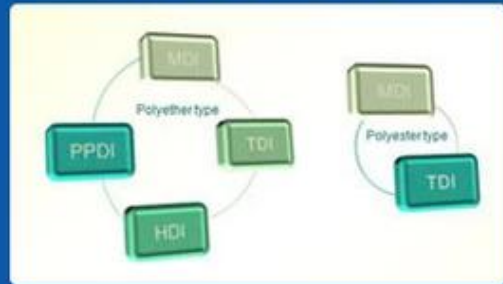 MDI
Polyether type
PPDI
TDI
HDI
MDI
Polyester type
TDI